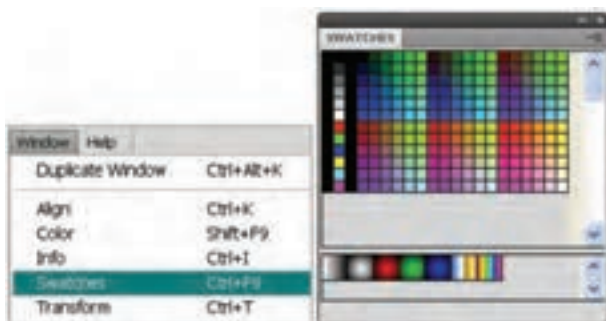 SWATCHES
Window Help
Duplicate Window Ctrl+Alt+K
Align Ctrl+K
Color Shift+F9
Info Ctrl+I
Swatches Ctrl+F9
Transform Ctrl+T